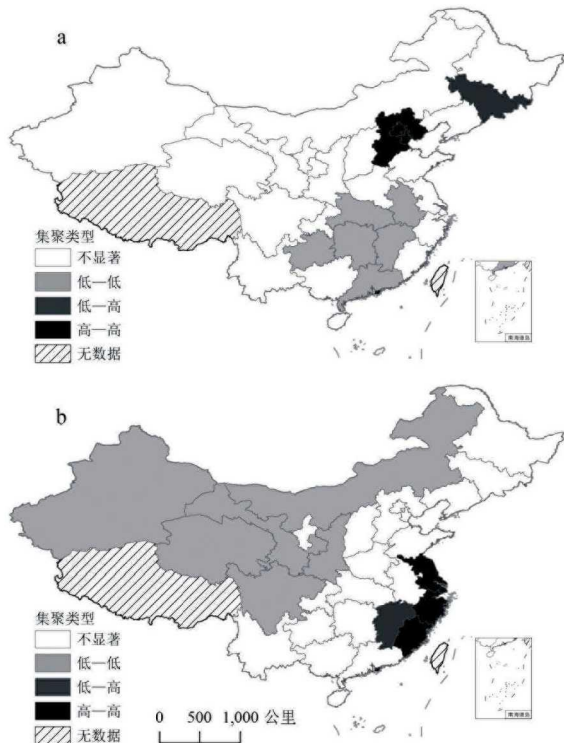 a
集聚类型
不显著
低—低
低—高
高—高
无数据
南海诸岛
b
集聚类型
不显著
低—低
低—高
高—高
无数据
0 500 1,000 公里
南海诸岛